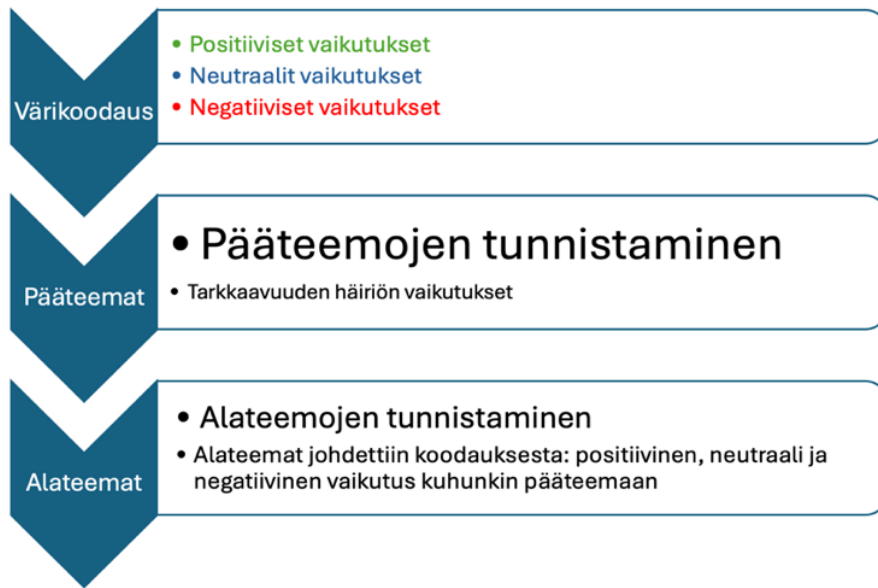 Värikoodaus
• Positiiviset vaikutukset
• Neutraalit vaikutukset
• Negatiiviset vaikutukset
Pääteemat
• Pääteemojen tunnistaminen
• Tarkkaavuuden häiriön vaikutukset
Alateemat
• Alateemojen tunnistaminen
• Alateemat johdettiin koodauksesta: positiivinen, neutraali ja
negatiivinen vaikutus kuhunkin pääteemaan